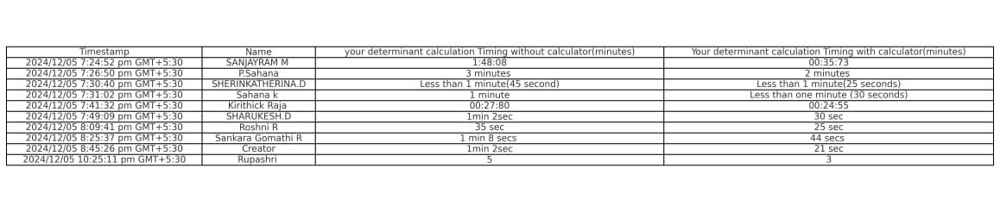 Timestamp Name your determinant calculation Timing without calculator(minutes) Your determinant calculation Timing with calculator(minutes)
2024/12/05 7:24:52 pm GMT+5:30 SANJAYRAM M 1:48:08 00:35:73
2024/12/05 7:26:50 pm GMT+5:30 P.Sahana 3 minutes 2 minutes
2024/12/05 7:30:40 pm GMT+5:30 SHERINKATHERINA.D Less than 1 minute(45 second) Less than 1 minute(25 seconds)
2024/12/05 7:31:02 pm GMT+5:30 Sahana k 1 minute Less than one minute (30 seconds)
2024/12/05 7:41:32 pm GMT+5:30 Kirithick Raja 00:27:80 00:24:55
2024/12/05 7:49:09 pm GMT+5:30 SHARUKESH.D 1min 2sec 30 sec
2024/12/05 8:09:41 pm GMT+5:30 Roshni R 35 sec 25 sec
2024/12/05 8:25:37 pm GMT+5:30 Sankara Gomathi R 1 min 8 secs 44 secs
2024/12/05 8:45:26 pm GMT+5:30 Creator 1min 2sec 21 sec
2024/12/05 10:25:11 pm GMT+5:30 Rupashri 5 3